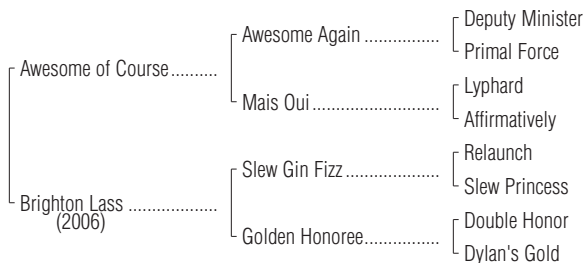 Deputy Minister
Awesome Again ................
Primal Force
Awesome of Course ..........
Lyphard
Mais Oui ...........................
Affirmatively
Relaunch
Slew Gin Fizz ....................
Slew Princess
Brighton Lass ...................
(2006)
Double Honor
Golden Honoree ................
Dylan's Gold